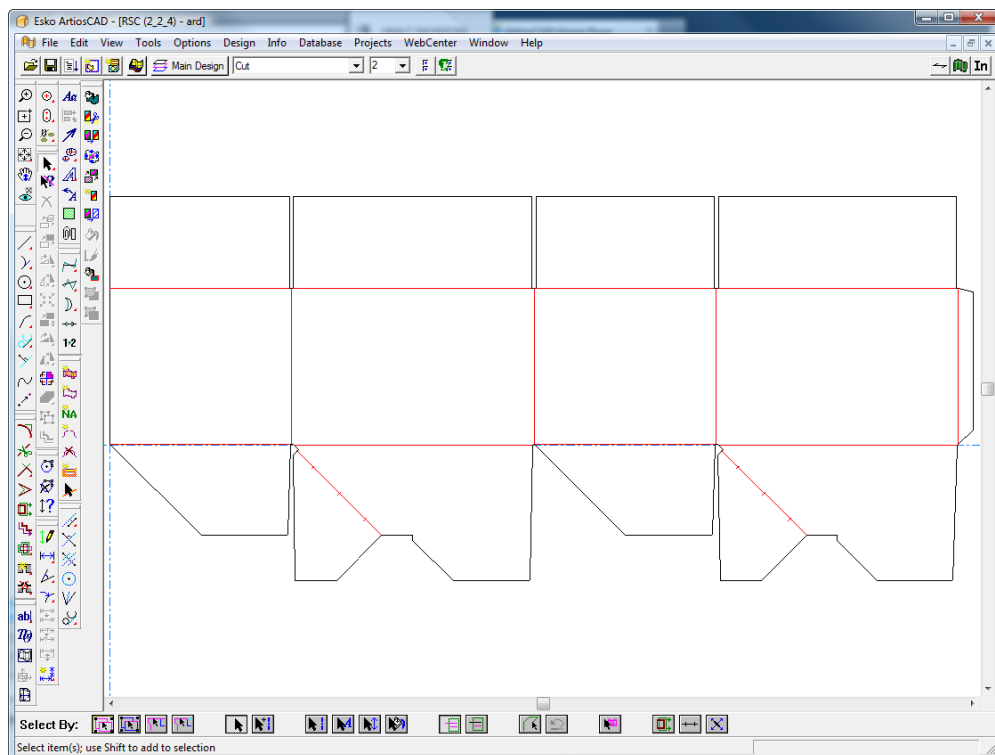 Esko ArtiosCAD - [RSC (2_2_4) - ard]
File Edit View Tools Options Design Info Database Projects WebCenter Window Help
Main Design Cut 2 In
Aa
A
A
1•2
NA
1?
ab|
Select By:
Select item(s); use Shift to add to selection